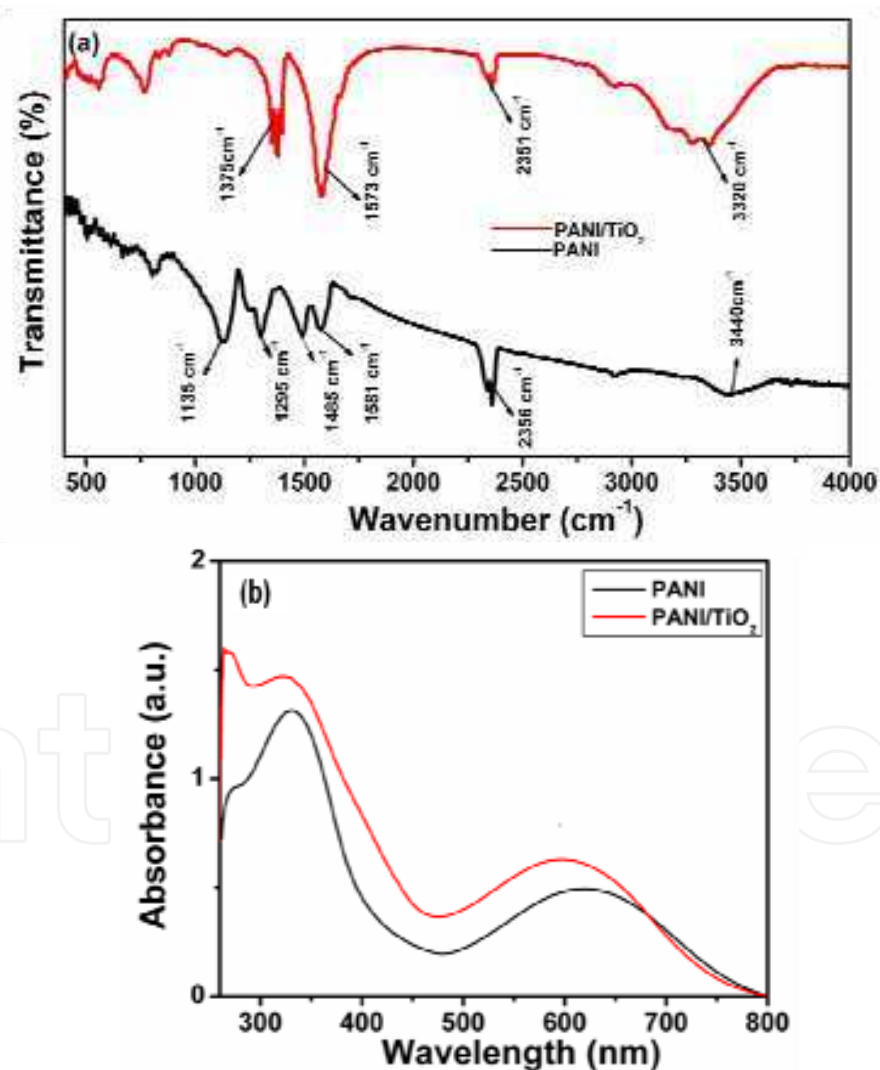 (a)
Transmittance (%)
1375cm⁻¹
1573 cm⁻¹
2351 cm⁻¹
3320 cm⁻¹
PANI/TiO₂
PANI
1135 cm⁻¹
1295 cm⁻¹
1485 cm⁻¹
1581 cm⁻¹
2356 cm⁻¹
3440cm⁻¹
500 1000 1500 2000 2500 3000 3500 4000
Wavenumber (cm⁻¹)
(b)
PANI
PANI/TiO₂
2
1
0
Absorbance (a.u.)
300 400 500 600 700 800
Wavelength (nm)